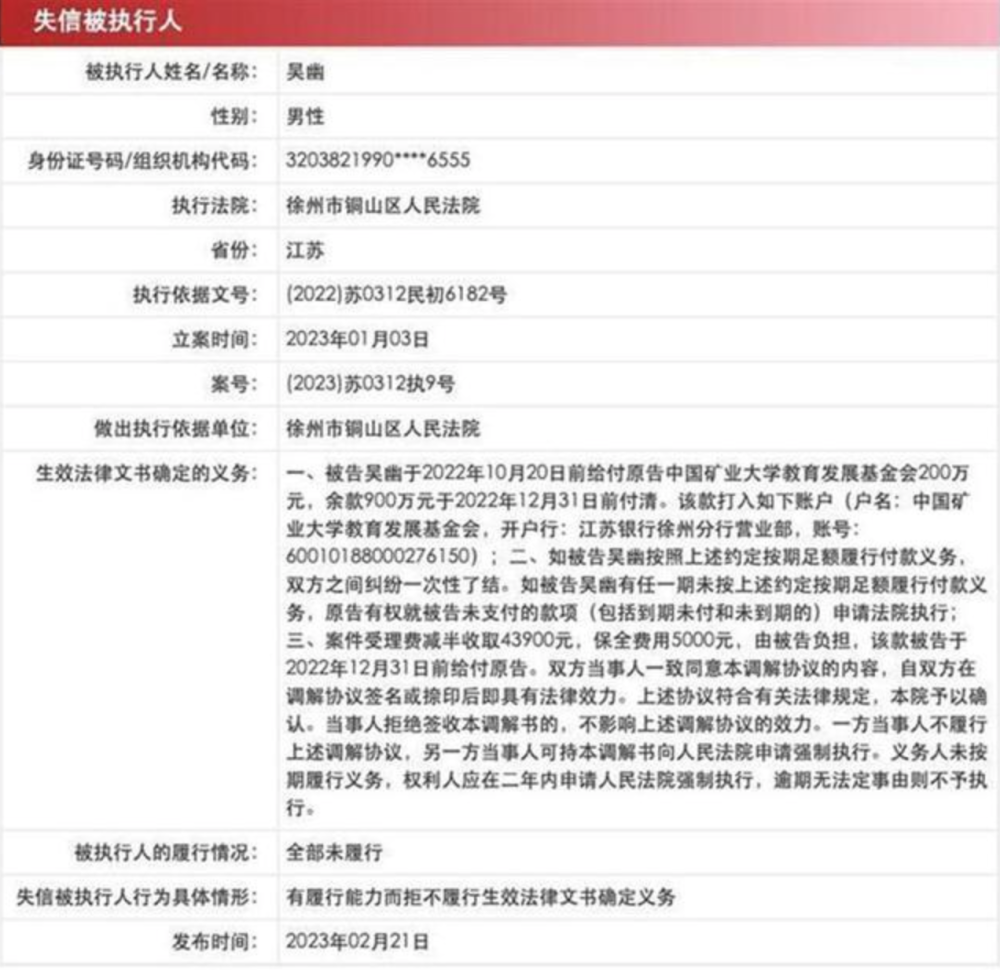 失信被执行人
被执行人姓名/名称： 吴幽
性别： 男性
身份证号码/组织机构代码： 3203821990****6555
执行法院： 徐州市铜山区人民法院
省份： 江苏
执行依据文号： (2022)苏0312民初6182号
立案时间： 2023年01月03日
案号： (2023)苏0312执9号
做出执行依据单位： 徐州市铜山区人民法院
生效法律文书确定的义务： 一、被告吴幽于2022年10月20日前给付原告中国矿业大学教育发展基金会200万
元，余款900万元于2022年12月31日前付清。该款打入如下账户（户名：中国矿
业大学教育发展基金会，开户行：江苏银行徐州分行营业部，账号：
60010188000276150）；二、如被告吴幽按照上述约定按期足额履行付款义务，
双方之间纠纷一次性了结。如被告吴幽有任一期未按上述约定按期足额履行付款义
务，原告有权就被告未支付的款项（包括到期未付和未到期的）申请法院执行；
三、案件受理费减半收取43900元，保全费用5000元，由被告负担，该款被告于
2022年12月31日前给付原告。双方当事人一致同意本调解协议的内容，自双方在
调解协议签名或捺印后即具有法律效力。上述协议符合有关法律规定，本院予以确
认。当事人拒绝签收本调解书的，不影响上述调解协议的效力。一方当事人不履行
上述调解协议，另一方当事人可持本调解书向人民法院申请强制执行。义务人未按
期履行义务，权利人应在二年内申请人民法院强制执行，逾期无法定事由则不予执
行。
被执行人的履行情况： 全部未履行
失信被执行人行为具体情形： 有履行能力而拒不履行生效法律文书确定义务
发布时间： 2023年02月21日